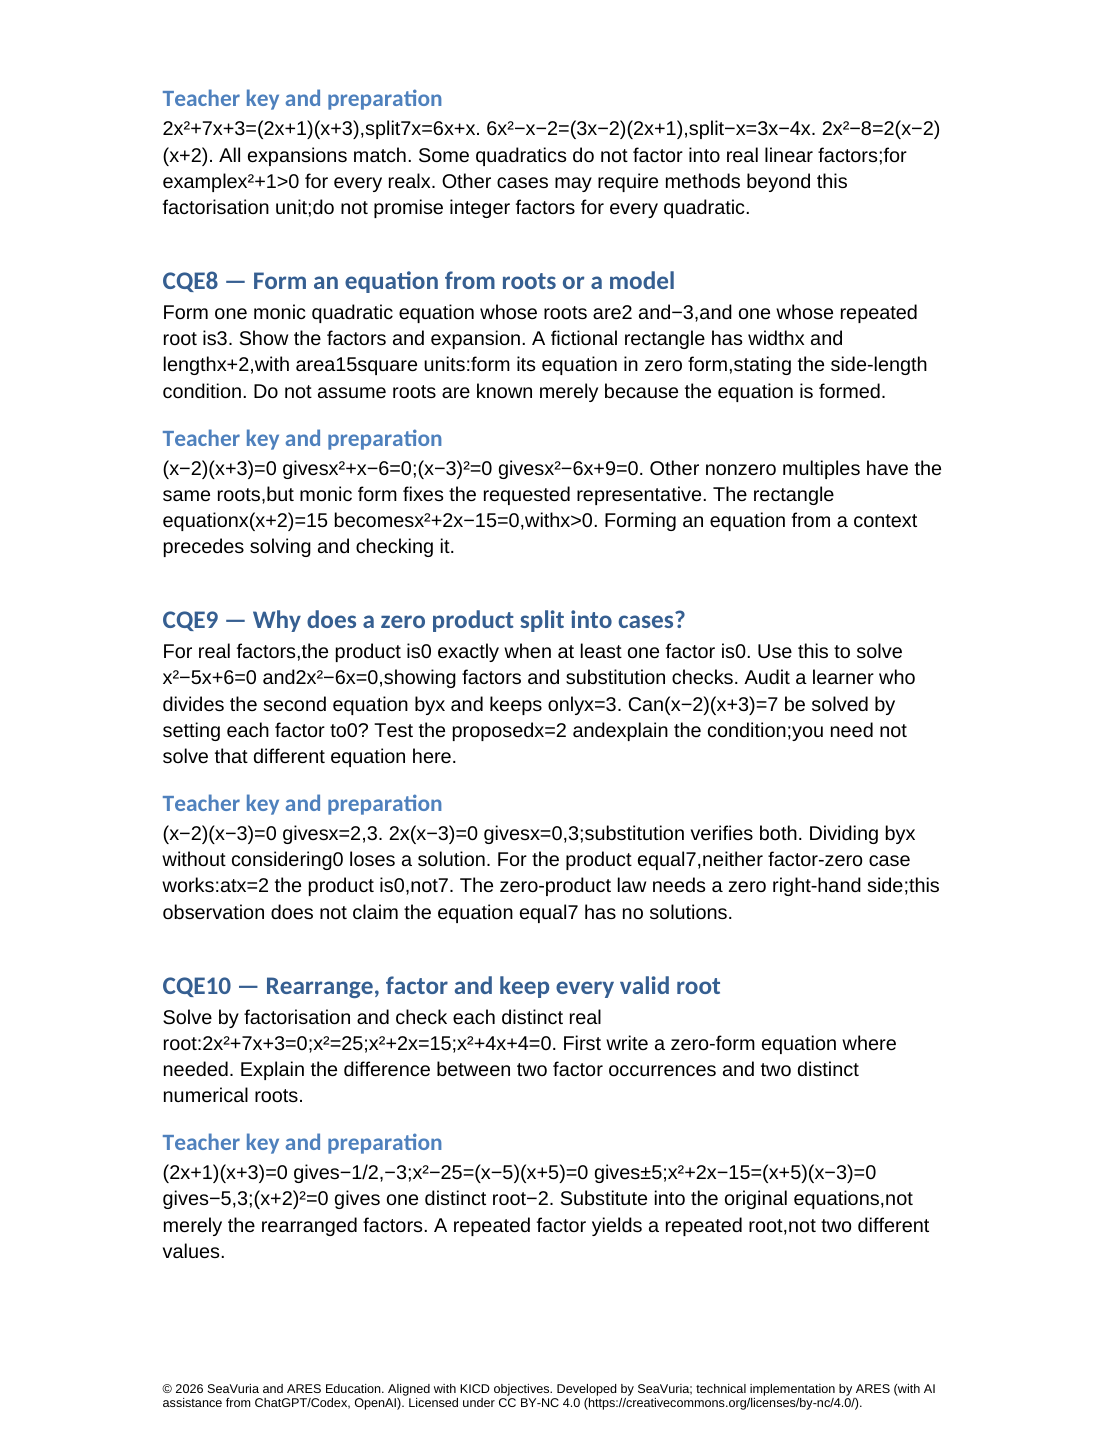 Teacher key and preparation
2x²+7x+3=(2x+1)(x+3),split7x=6x+x. 6x²−x−2=(3x−2)(2x+1),split−x=3x−4x. 2x²−8=2(x−2)
(x+2). All expansions match. Some quadratics do not factor into real linear factors;for
examplex²+1>0 for every realx. Other cases may require methods beyond this
factorisation unit;do not promise integer factors for every quadratic.
CQE8 — Form an equation from roots or a model
Form one monic quadratic equation whose roots are2 and−3,and one whose repeated
root is3. Show the factors and expansion. A fictional rectangle has widthx and
lengthx+2,with area15square units:form its equation in zero form,stating the side-length
condition. Do not assume roots are known merely because the equation is formed.
Teacher key and preparation
(x−2)(x+3)=0 givesx²+x−6=0;(x−3)²=0 givesx²−6x+9=0. Other nonzero multiples have the
same roots,but monic form fixes the requested representative. The rectangle
equationx(x+2)=15 becomesx²+2x−15=0,withx>0. Forming an equation from a context
precedes solving and checking it.
CQE9 — Why does a zero product split into cases?
For real factors,the product is0 exactly when at least one factor is0. Use this to solve
x²−5x+6=0 and2x²−6x=0,showing factors and substitution checks. Audit a learner who
divides the second equation byx and keeps onlyx=3. Can(x−2)(x+3)=7 be solved by
setting each factor to0? Test the proposedx=2 andexplain the condition;you need not
solve that different equation here.
Teacher key and preparation
(x−2)(x−3)=0 givesx=2,3. 2x(x−3)=0 givesx=0,3;substitution verifies both. Dividing byx
without considering0 loses a solution. For the product equal7,neither factor-zero case
works:atx=2 the product is0,not7. The zero-product law needs a zero right-hand side;this
observation does not claim the equation equal7 has no solutions.
CQE10 — Rearrange, factor and keep every valid root
Solve by factorisation and check each distinct real
root:2x²+7x+3=0;x²=25;x²+2x=15;x²+4x+4=0. First write a zero-form equation where
needed. Explain the difference between two factor occurrences and two distinct
numerical roots.
Teacher key and preparation
(2x+1)(x+3)=0 gives−1/2,−3;x²−25=(x−5)(x+5)=0 gives±5;x²+2x−15=(x+5)(x−3)=0
gives−5,3;(x+2)²=0 gives one distinct root−2. Substitute into the original equations,not
merely the rearranged factors. A repeated factor yields a repeated root,not two different
values.
© 2026 SeaVuria and ARES Education. Aligned with KICD objectives. Developed by SeaVuria; technical implementation by ARES (with AI
assistance from ChatGPT/Codex, OpenAI). Licensed under CC BY-NC 4.0 (https://creativecommons.org/licenses/by-nc/4.0/).